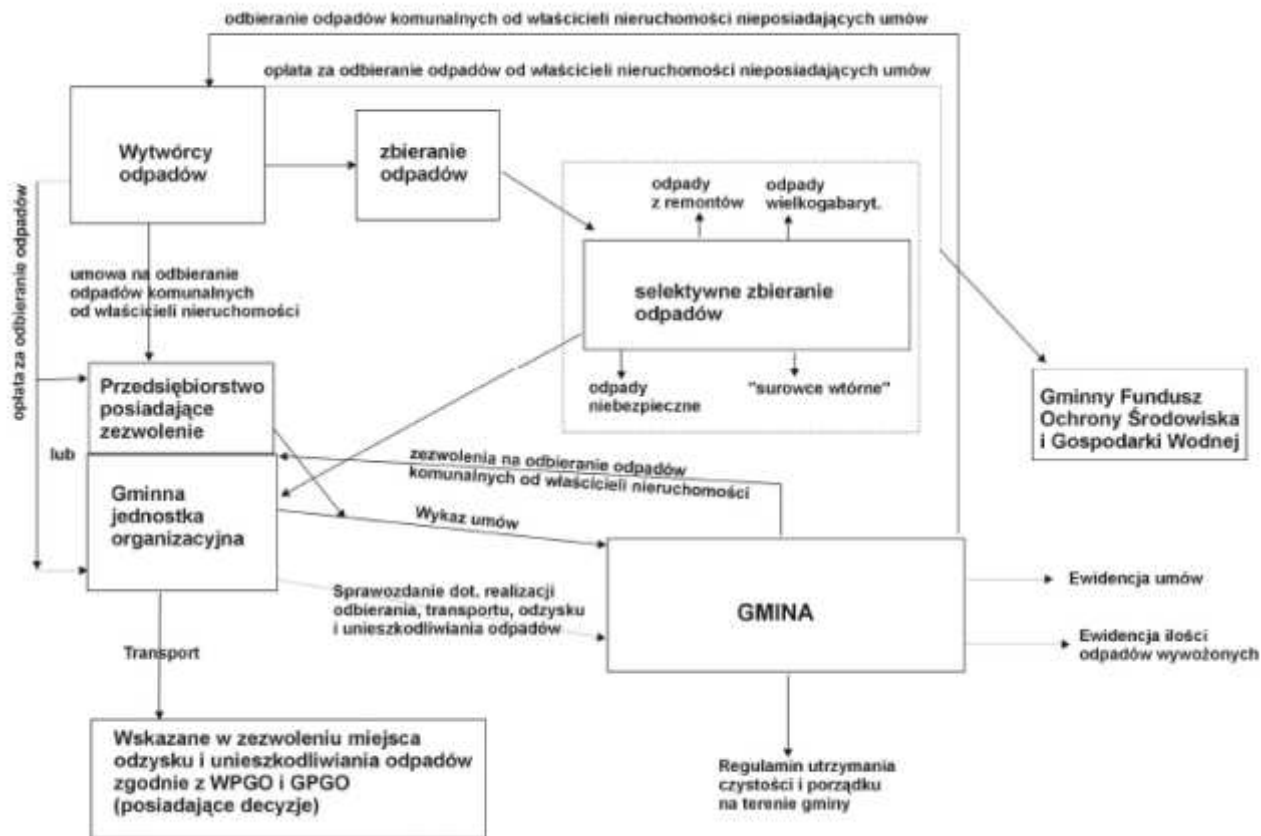 odbieranie odpadów komunalnych od właścicieli nieruchomości nieposiadających umów
opłata za odbieranie odpadów od właścicieli nieruchomości nieposiadających umów
Wytwórcy
odpadów
zbieranie
odpadów
odpady
z remontów
odpady
wielkogabaryt.
opłata za odbieranie odpadów
umowa na odbieranie
odpadów komunalnych
od właścicieli nieruchomości
selektywne zbieranie
odpadów
odpady
niebezpieczne
"surowce wtórne"
Przedsiębiorstwo
posiadające
zezwolenie
Gminny Fundusz
Ochrony Środowiska
i Gospodarki Wodnej
lub
zezwolenia na odbieranie odpadów
komunalnych od właścicieli nieruchomości
Gminna
jednostka
organizacyjna
Wykaz umów
Sprawozdanie dot. realizacji
odbierania, transportu, odzysku
i unieszkodliwiania odpadów
GMINA
Ewidencja umów
Ewidencja ilości
odpadów wywożonych
Transport
Wskazane w zezwoleniu miejsca
odzysku i unieszkodliwiania odpadów
zgodnie z WPGO i GPGO
(posiadające decyzje)
Regulamin utrzymania
czystości i porządku
na terenie gminy